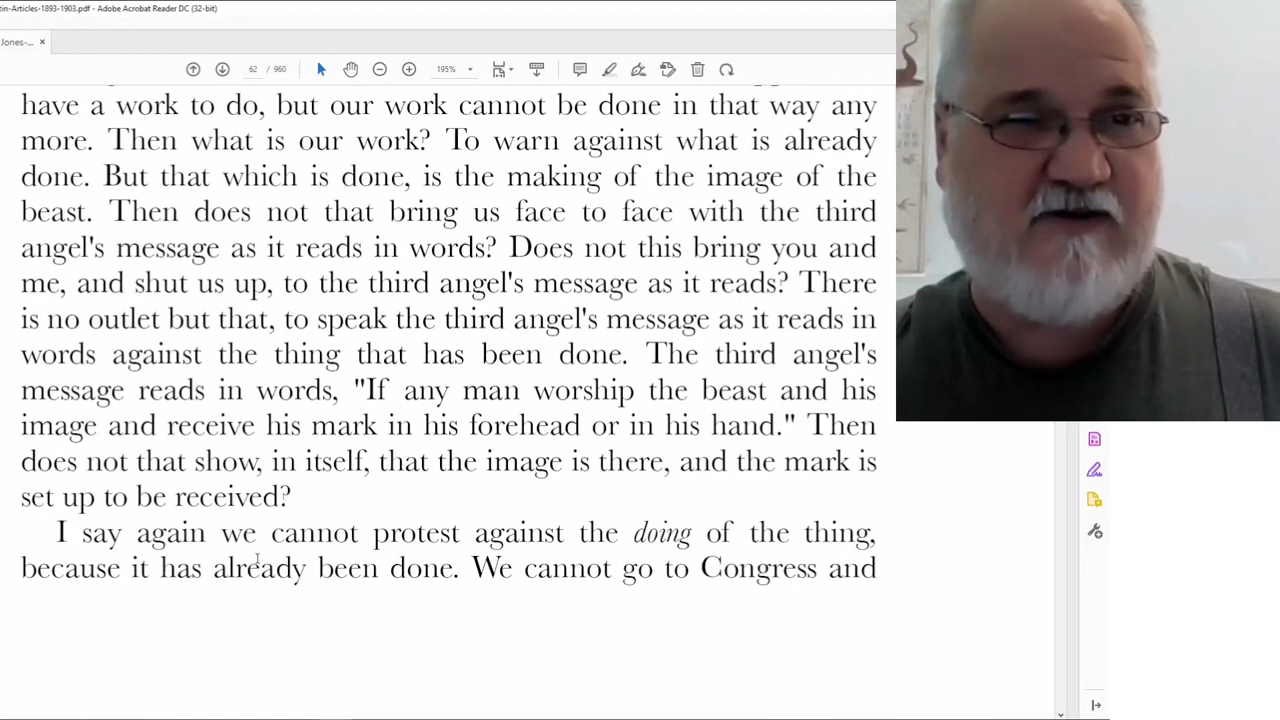 tin-Articles-1893-1903.pdf - Adobe Acrobat Reader DC (32-bit)
Jones-... ×
62 / 960
195%
have a work to do, but our work cannot be done in that way any
more. Then what is our work? To warn against what is already
done. But that which is done, is the making of the image of the
beast. Then does not that bring us face to face with the third
angel's message as it reads in words? Does not this bring you and
me, and shut us up, to the third angel's message as it reads? There
is no outlet but that, to speak the third angel's message as it reads in
words against the thing that has been done. The third angel's
message reads in words, "If any man worship the beast and his
image and receive his mark in his forehead or in his hand." Then
does not that show, in itself, that the image is there, and the mark is
set up to be received?
I say again we cannot protest against the doing of the thing,
because it has already been done. We cannot go to Congress and